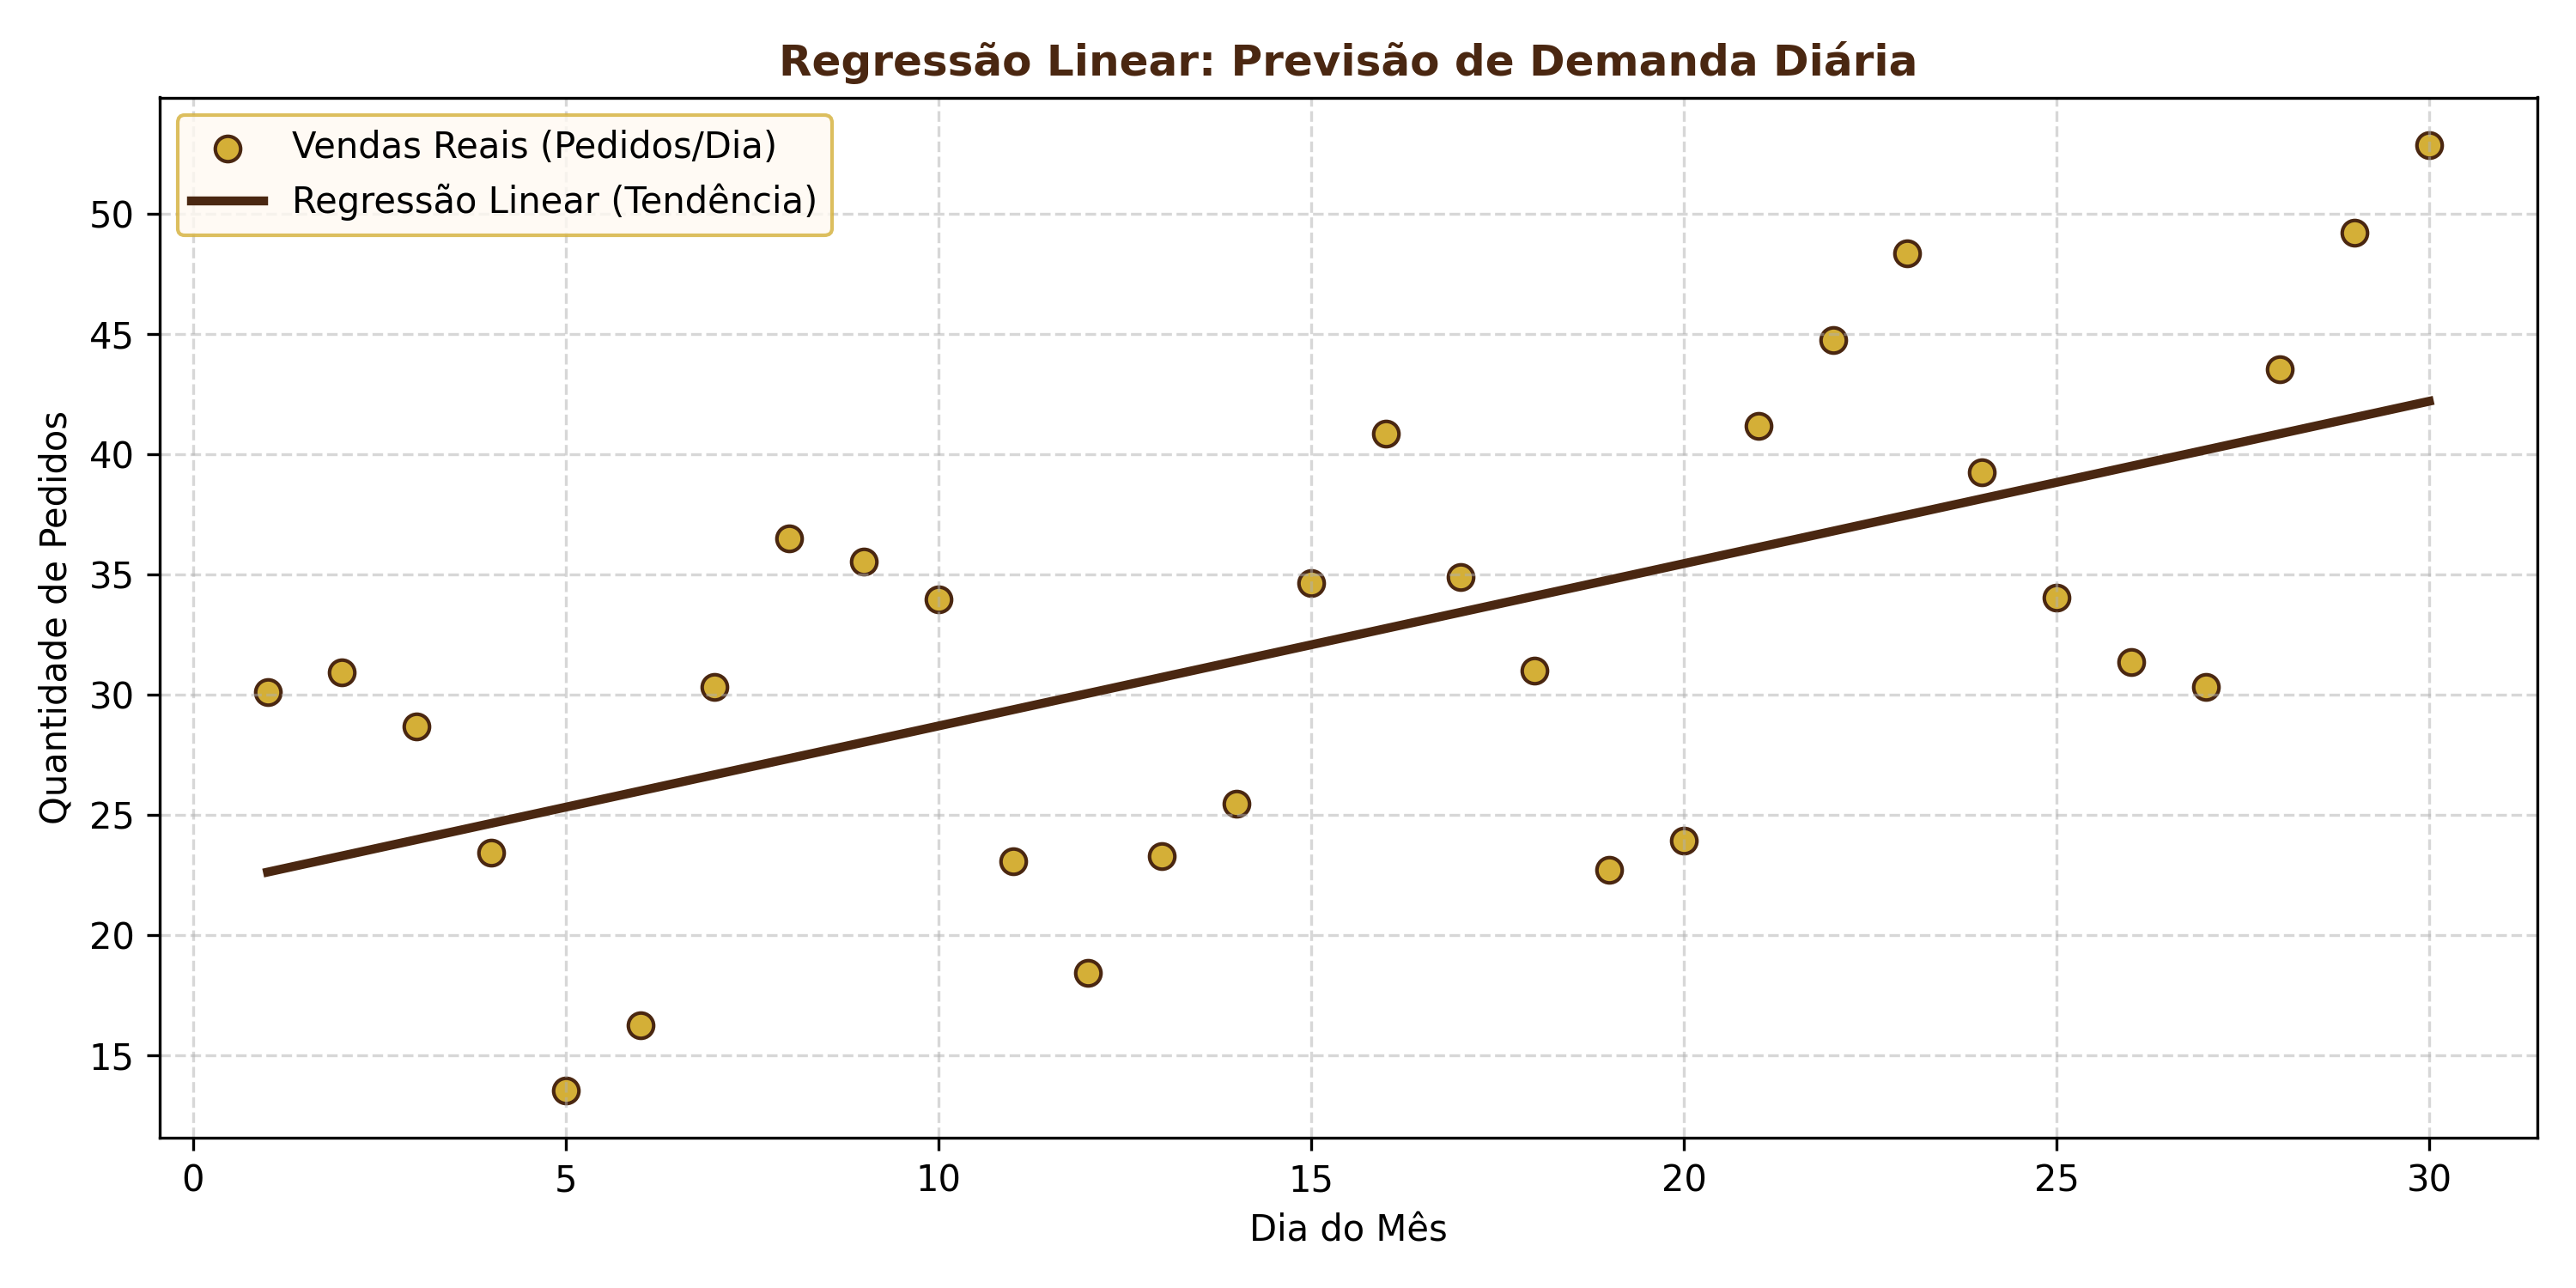 Regressão Linear: Previsão de Demanda Diária
Vendas Reais (Pedidos/Dia)
Regressão Linear (Tendência)
Quantidade de Pedidos
50
45
40
35
30
25
20
15
0 5 10 15 20 25 30
Dia do Mês